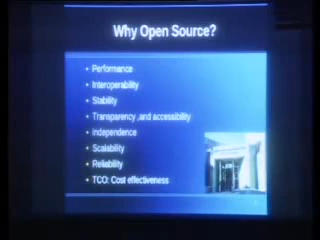 Why Open Source?
• Performance
• Interoperability
• Stability
• Transparency ,and accessibility
• independence
• Scalability
• Reliability
• TCO: Cost effectiveness